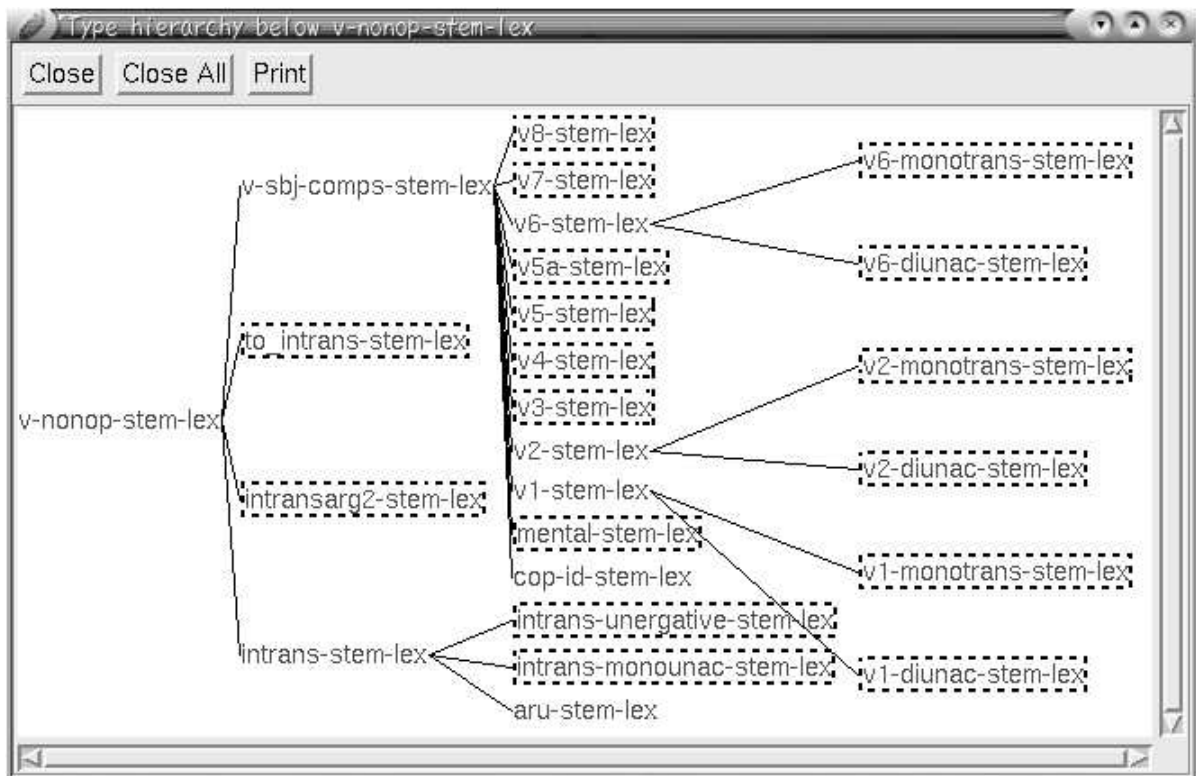 Type hierarchy below v-nonop-stem-lex
Close Close All Print
v-nonop-stem-lex
v-sbj-comps-stem-lex
to_intrans-stem-lex
intransarg2-stem-lex
intrans-stem-lex
v8-stem-lex
v7-stem-lex
v6-stem-lex
v5a-stem-lex
v5-stem-lex
v4-stem-lex
v3-stem-lex
v2-stem-lex
v1-stem-lex
mental-stem-lex
cop-id-stem-lex
intrans-unergative-stem-lex
intrans-monounac-stem-lex
aru-stem-lex
v6-monotrans-stem-lex
v6-diunac-stem-lex
v2-monotrans-stem-lex
v2-diunac-stem-lex
v1-monotrans-stem-lex
v1-diunac-stem-lex